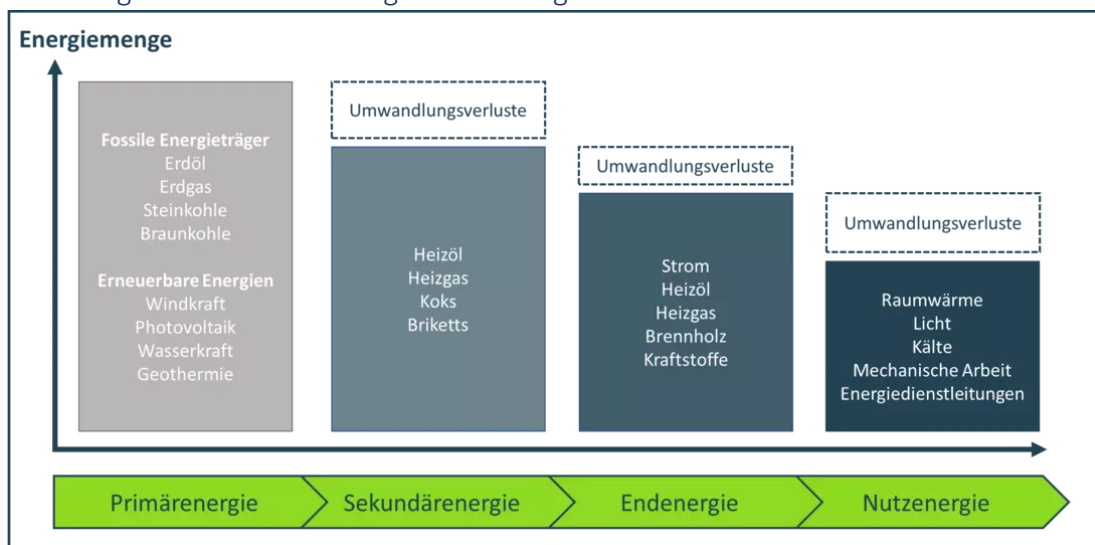 Energiemenge
Fossile Energieträger
Erdöl
Erdgas
Steinkohle
Braunkohle
Erneuerbare Energien
Windkraft
Photovoltaik
Wasserkraft
Geothermie
Umwandlungsverluste
Heizöl
Heizgas
Koks
Briketts
Umwandlungsverluste
Strom
Heizöl
Heizgas
Brennholz
Kraftstoffe
Umwandlungsverluste
Raumwärme
Licht
Kälte
Mechanische Arbeit
Energiedienstleitungen
Primärenergie
Sekundärenergie
Endenergie
Nutzenergie